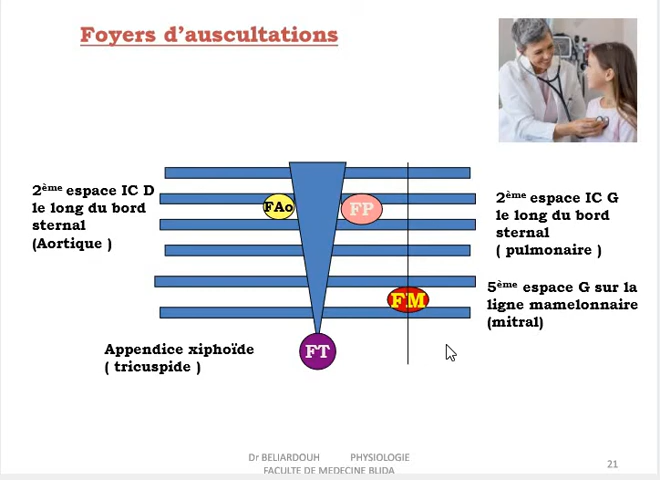 Foyers d'auscultations
2ème espace IC D
le long du bord
sternal
(Aortique )
FAo
FP
2ème espace IC G
le long du bord
sternal
( pulmonaire )
5ème espace G sur la
ligne mamelonnaire
(mitral)
FM
Appendice xiphoïde
( tricuspide )
FT
Dr BELIARDOUH PHYSIOLOGIE
FACULTE DE MEDECINE BLIDA
21